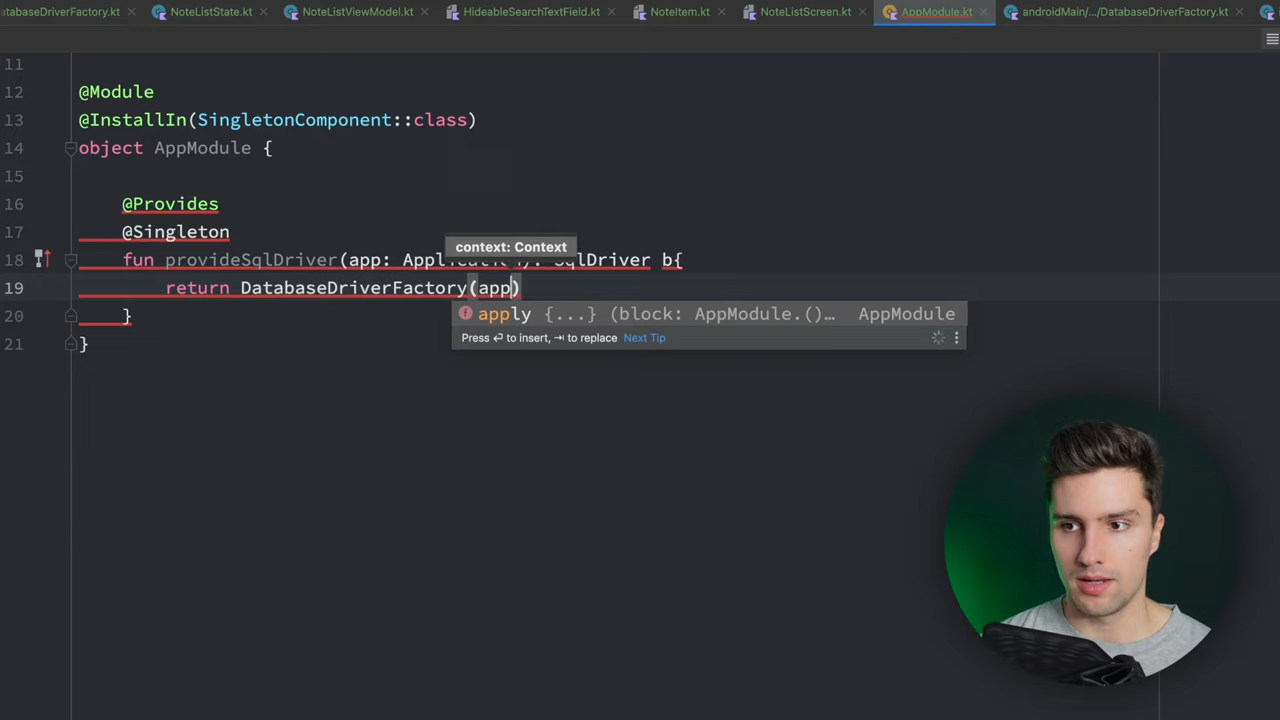 atabaseDriverFactory.kt NoteListState.kt NoteListViewModel.kt HideableSearchTextField.kt NoteItem.kt NoteListScreen.kt AppModule.kt androidMain/.../DatabaseDriverFactory.kt
11
12 @Module
13 @InstallIn(SingletonComponent::class)
14 object AppModule {
15
16 @Provides
17 @Singleton
context: Context
18 fun provideSqlDriver(app: Application): SqlDriver b{
19 return DatabaseDriverFactory(app)
apply {...} (block: AppModule.()... AppModule
20 }
Press ⏎ to insert, ⇥ to replace Next Tip
21 }